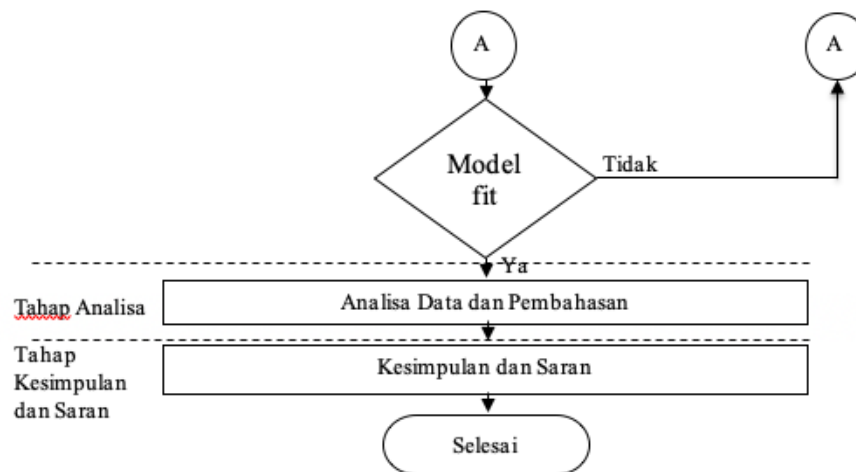 A
A
Model
fit
Tidak
Ya
Tahap Analisa
Analisa Data dan Pembahasan
Tahap
Kesimpulan
dan Saran
Kesimpulan dan Saran
Selesai